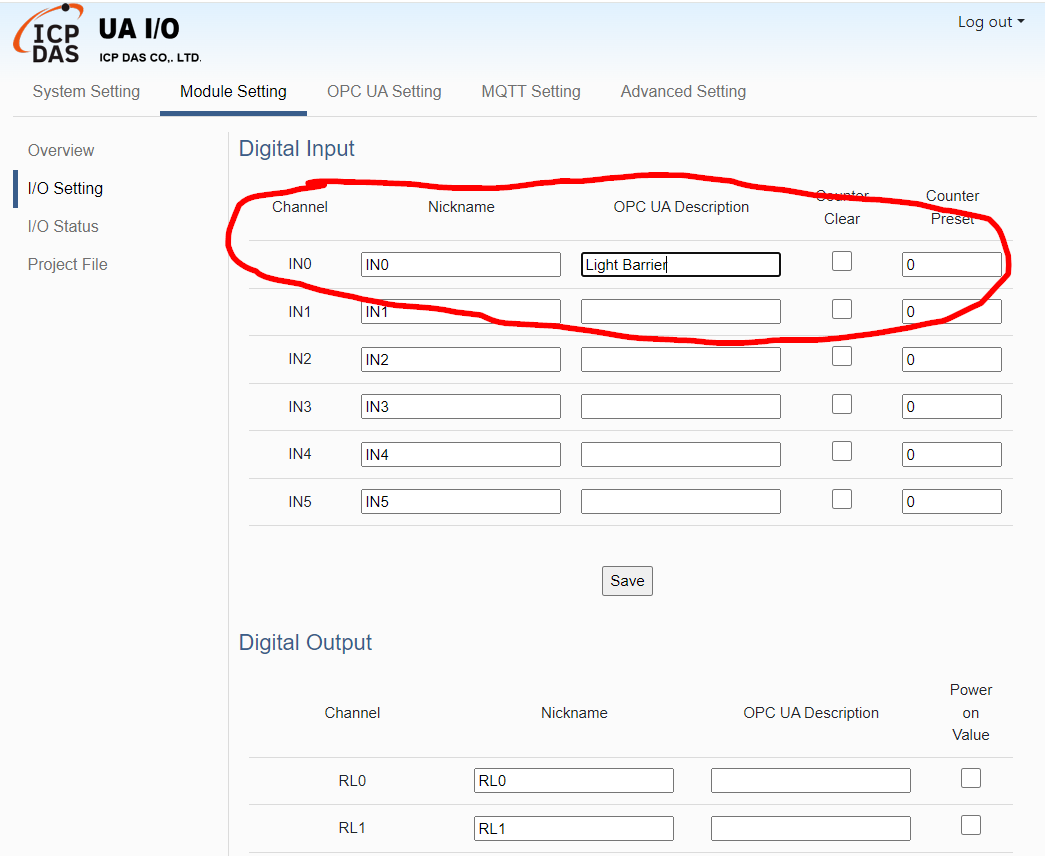 ICP DAS UA I/O
ICP DAS CO,. LTD.
Log out
System Setting Module Setting OPC UA Setting MQTT Setting Advanced Setting
Overview
I/O Setting
I/O Status
Project File
Digital Input
Channel Nickname OPC UA Description Counter Clear Counter Preset
IN0 IN0 Light Barrier 0
IN1 IN1 0
IN2 IN2 0
IN3 IN3 0
IN4 IN4 0
IN5 IN5 0
Save
Digital Output
Channel Nickname OPC UA Description Power on Value
RL0 RL0
RL1 RL1